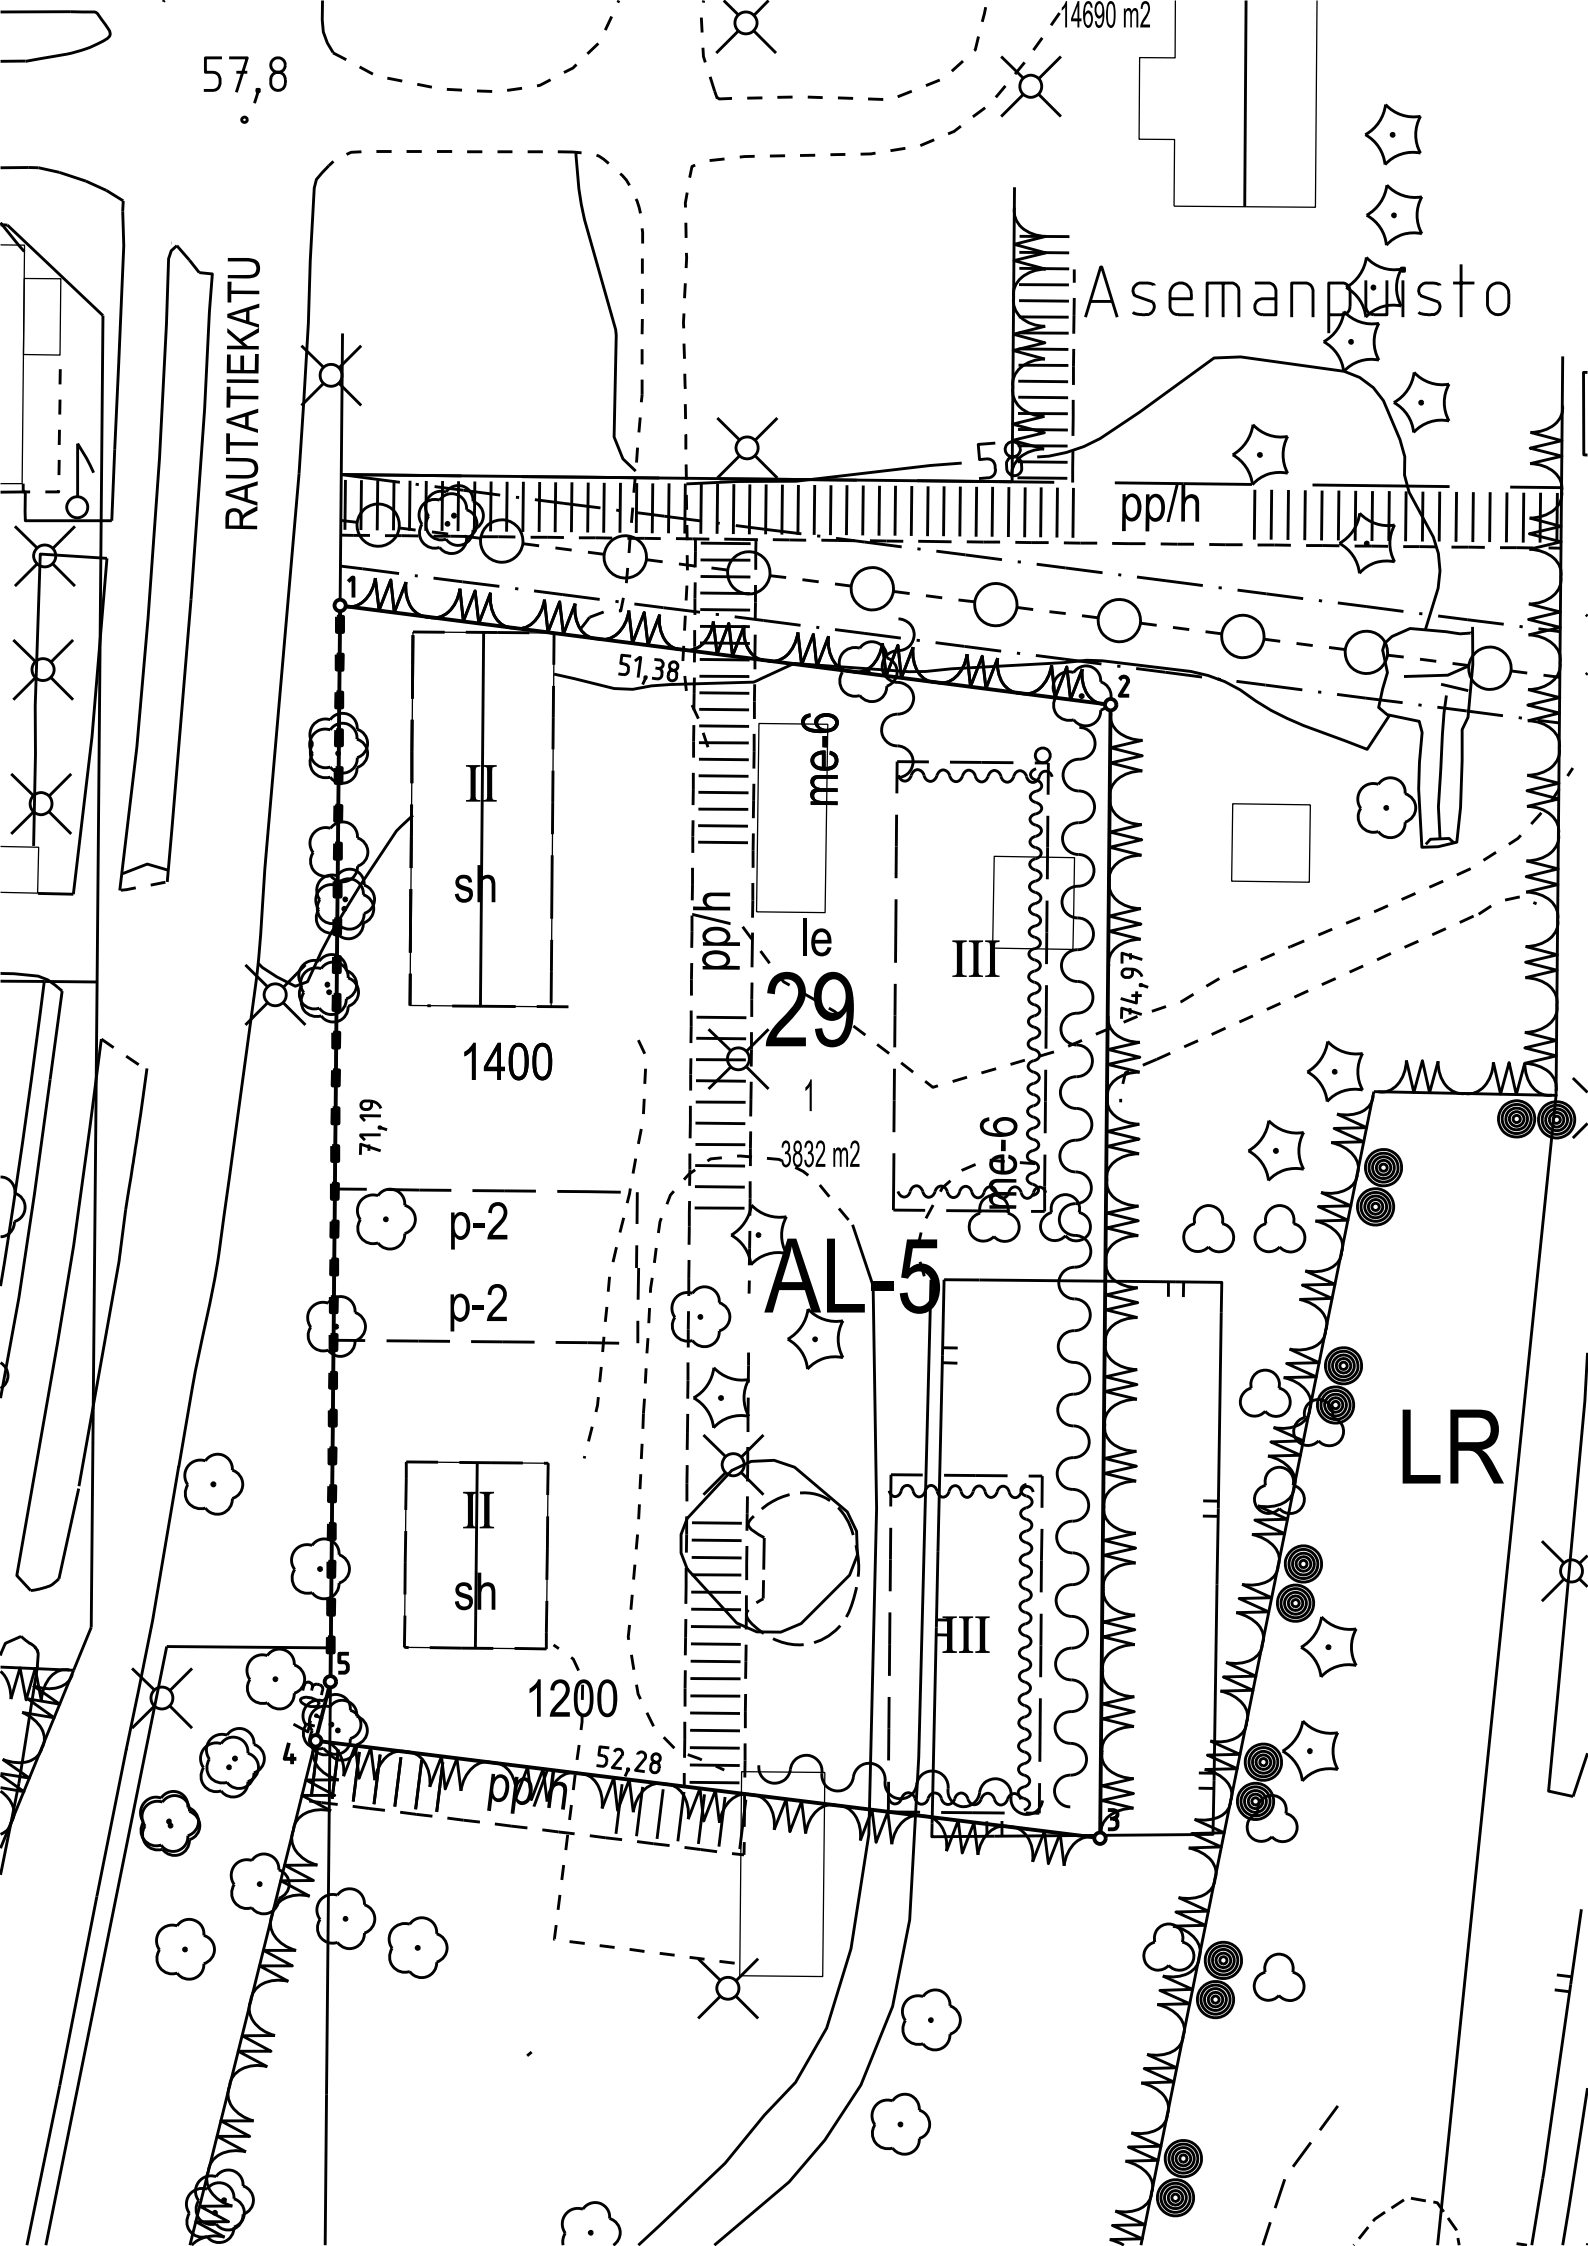 14690 m2
57,8
Asemanpuisto
RAUTATIEKATU
58
pp/h
1
51,38
2
me-6
II
sh
pp/h
le
III
29
74,97
1400
1
71,19
3832 m2
me-6
p-2
AL-5
p-2
LR
II
sh
III
5
1200
4
52,28
pp/h
3